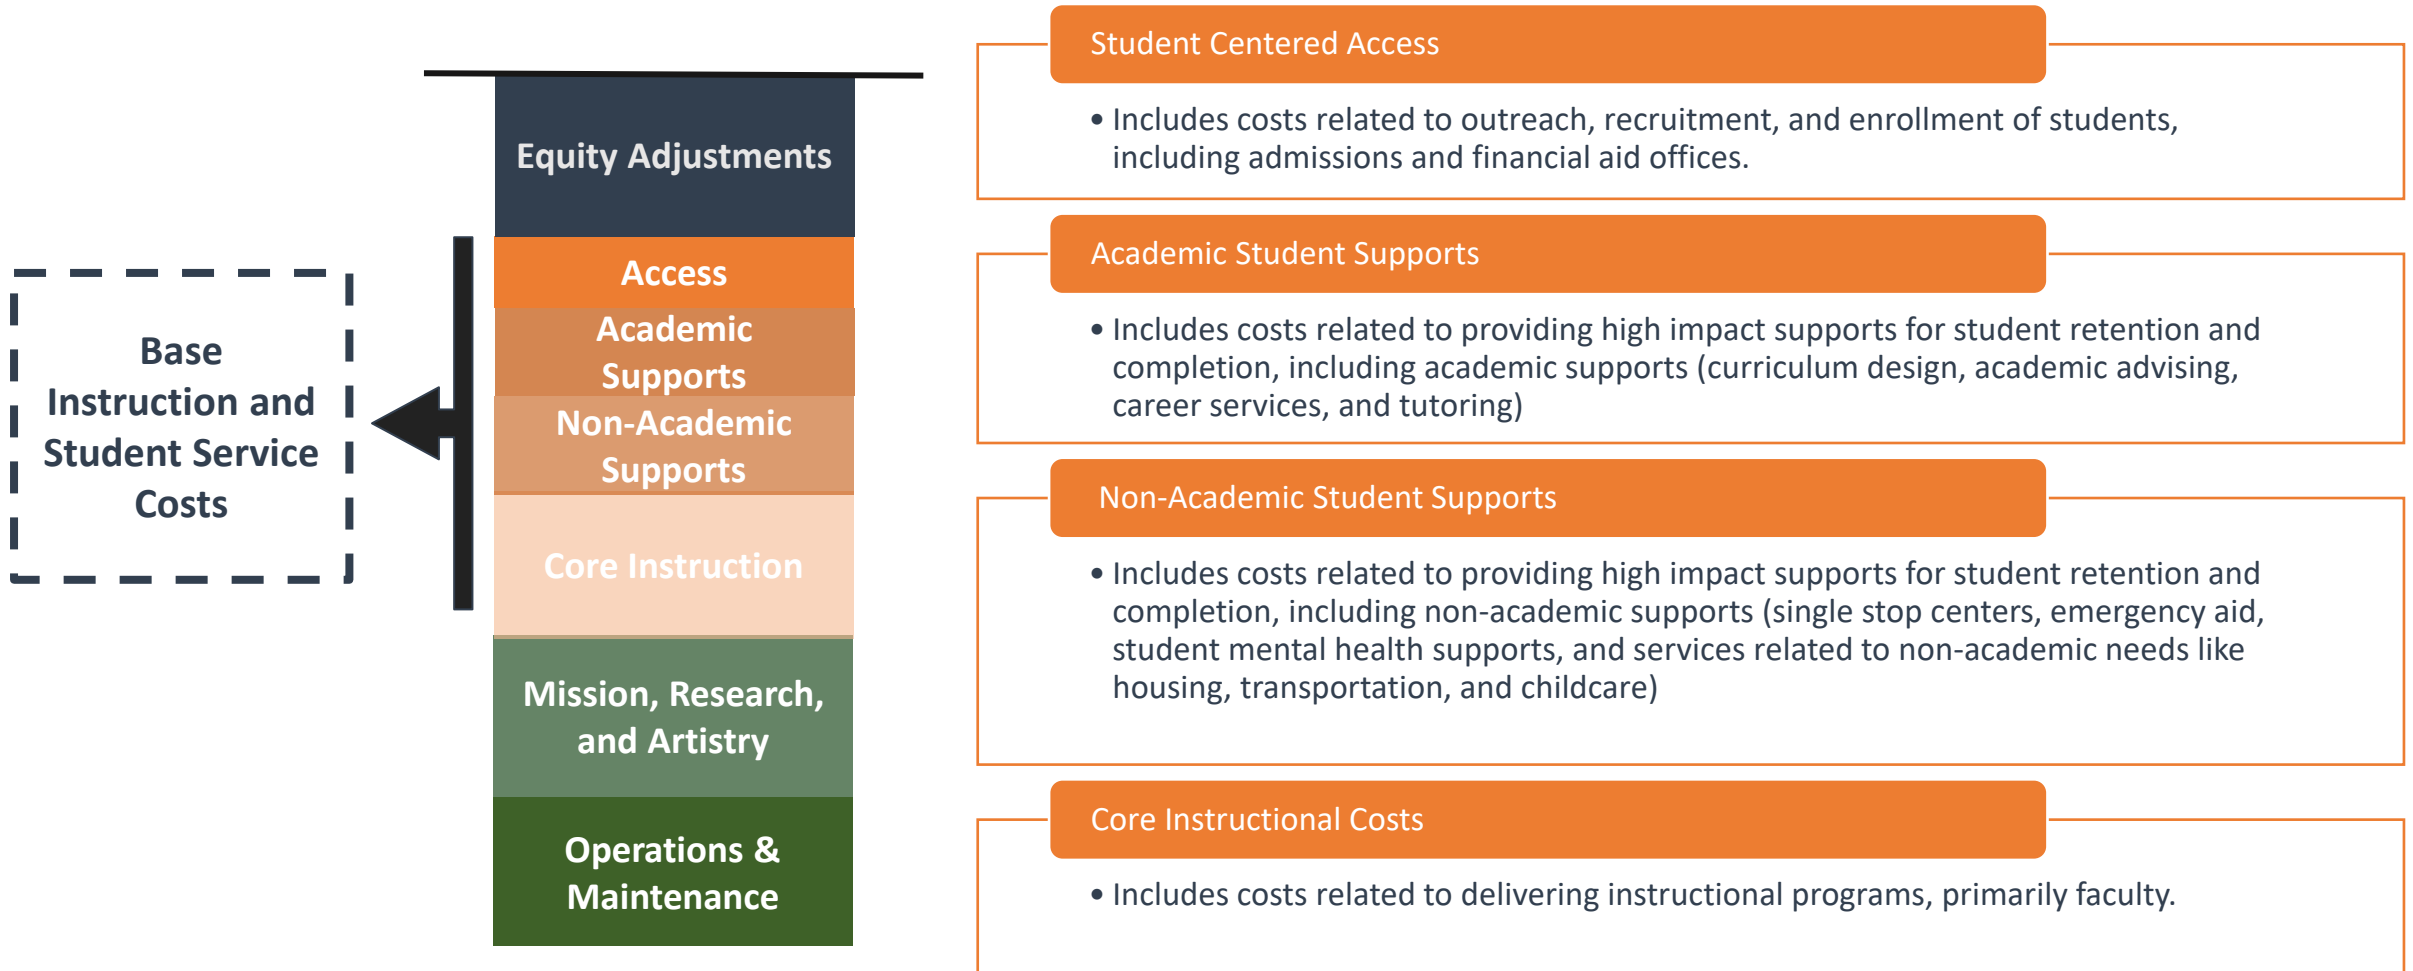 Base
Instruction and
Student Service
Costs
Equity Adjustments
Access
Academic
Supports
Non-Academic
Supports
Core Instruction
Mission, Research,
and Artistry
Operations &
Maintenance
Student Centered Access
• Includes costs related to outreach, recruitment, and enrollment of students,
including admissions and financial aid offices.
Academic Student Supports
• Includes costs related to providing high impact supports for student retention and
completion, including academic supports (curriculum design, academic advising,
career services, and tutoring)
Non-Academic Student Supports
• Includes costs related to providing high impact supports for student retention and
completion, including non-academic supports (single stop centers, emergency aid,
student mental health supports, and services related to non-academic needs like
housing, transportation, and childcare)
Core Instructional Costs
• Includes costs related to delivering instructional programs, primarily faculty.